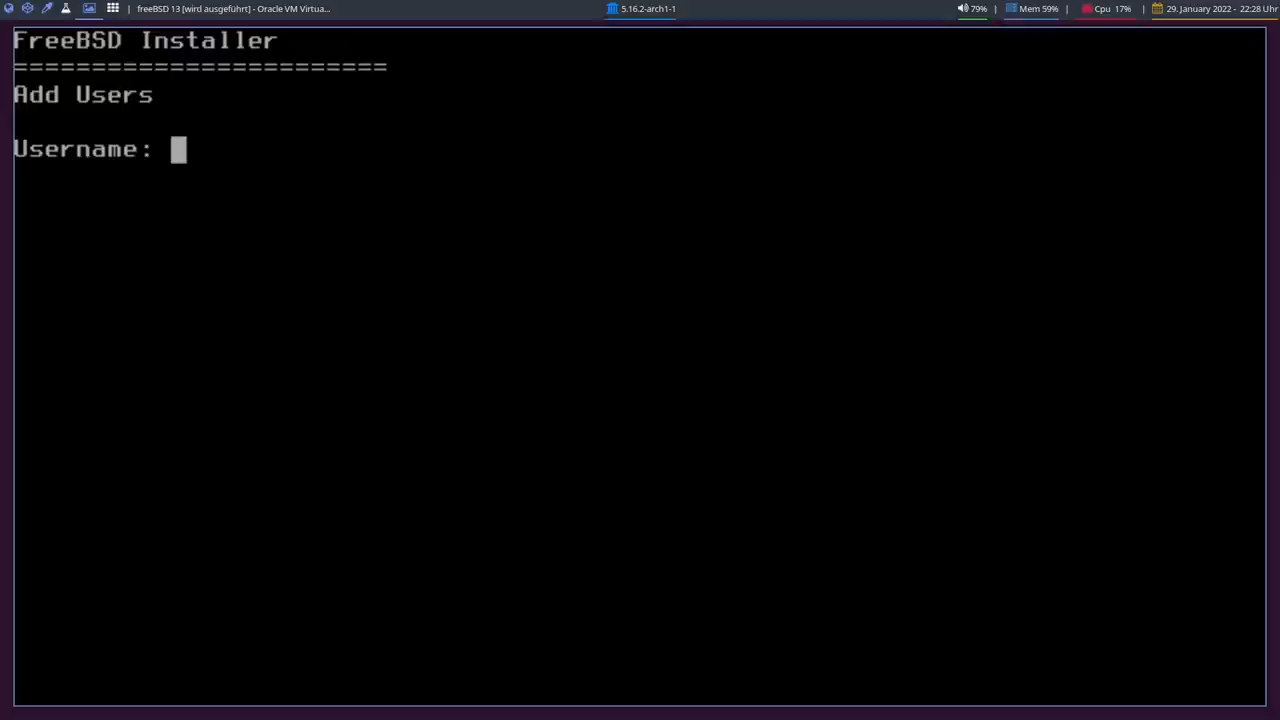 freeBSD 13 [wird ausgeführt] - Oracle VM Virtua... 5.16.2-arch1-1 79% Mem 59% Cpu 17% 29. January 2022 - 22:28 Uhr
FreeBSD Installer
========================
Add Users
Username: